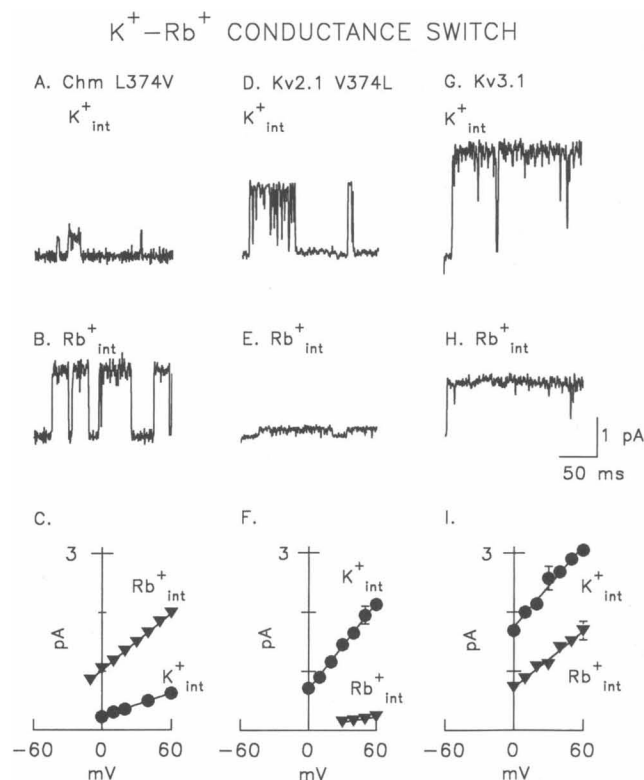 K⁺–Rb⁺ CONDUCTANCE SWITCH
A. Chm L374V
K⁺int
D. Kv2.1 V374L
K⁺int
G. Kv3.1
K⁺int
B. Rb⁺int
E. Rb⁺int
H. Rb⁺int
1 pA
50 ms
C.
3
pA
Rb⁺int
K⁺int
−60 0 60
mV
F.
3
pA
K⁺int
Rb⁺int
−60 0 60
mV
I.
3
pA
K⁺int
Rb⁺int
−60 0 60
mV